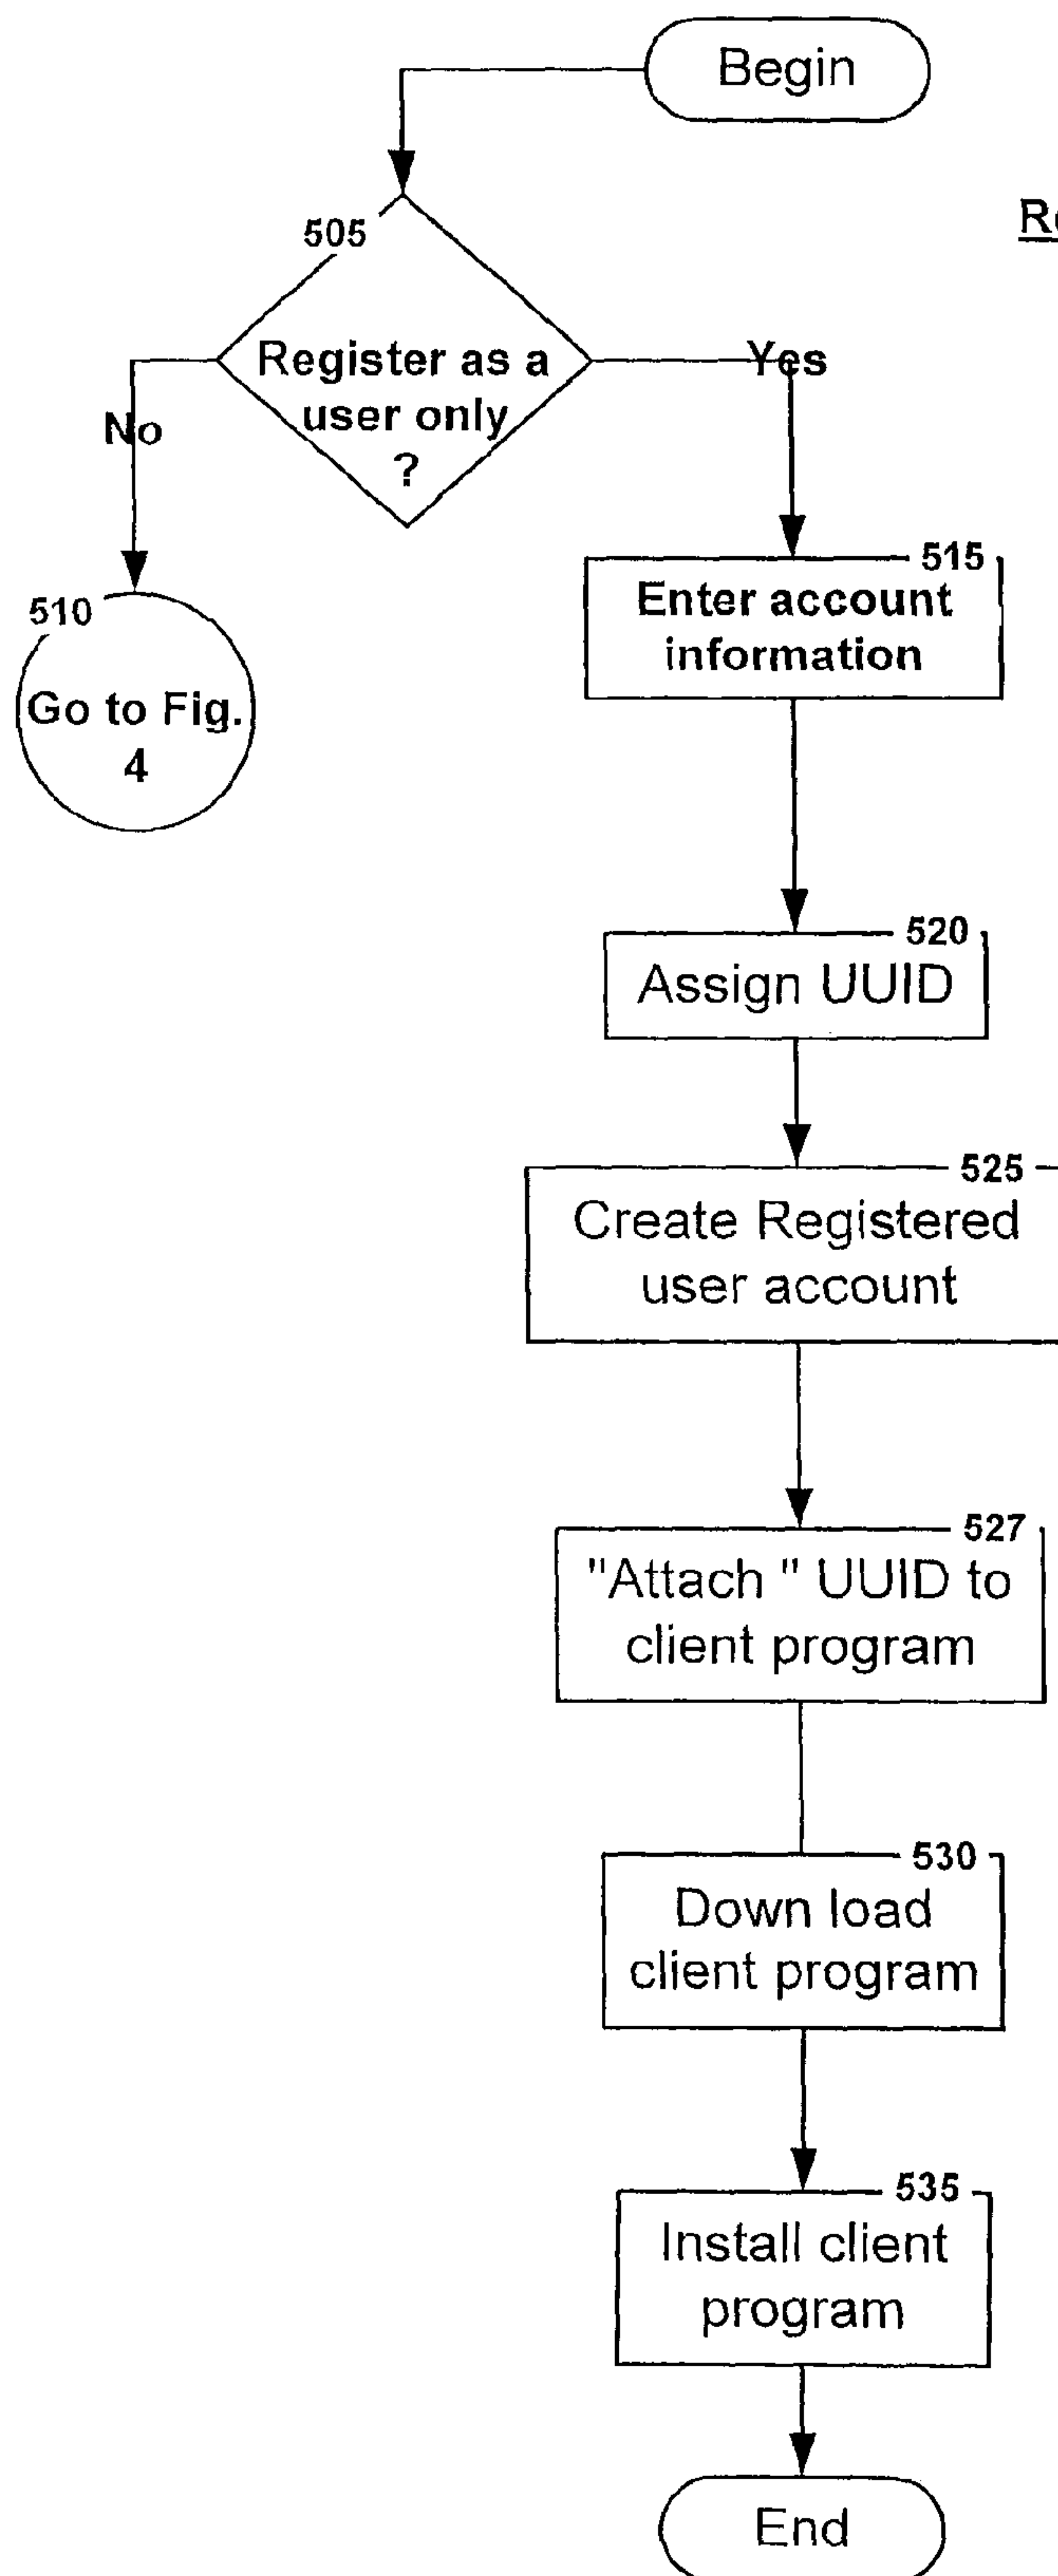 Begin
505
Register as a
user only
?
Yes
No
515
Enter account
information
510
Go to Fig.
4
520
Assign UUID
525
Create Registered
user account
527
"Attach " UUID to
client program
530
Down load
client program
535
Install client
program
End